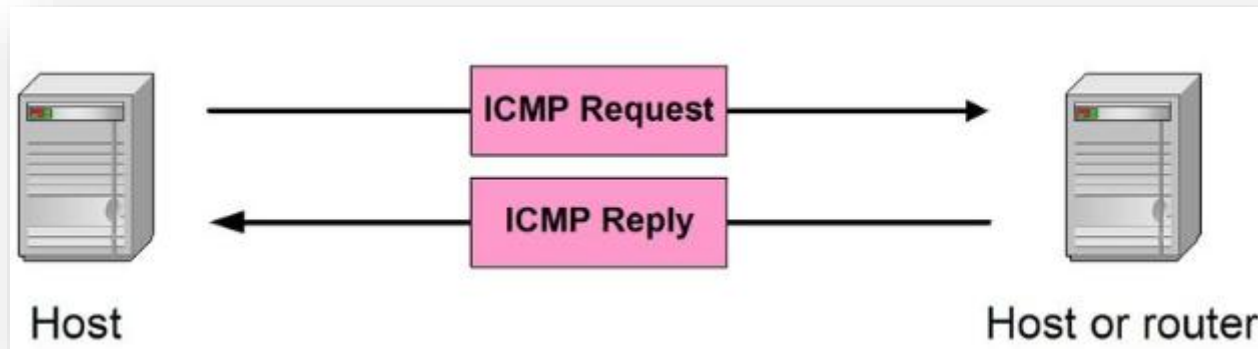 ICMP Request
ICMP Reply
Host
Host or router